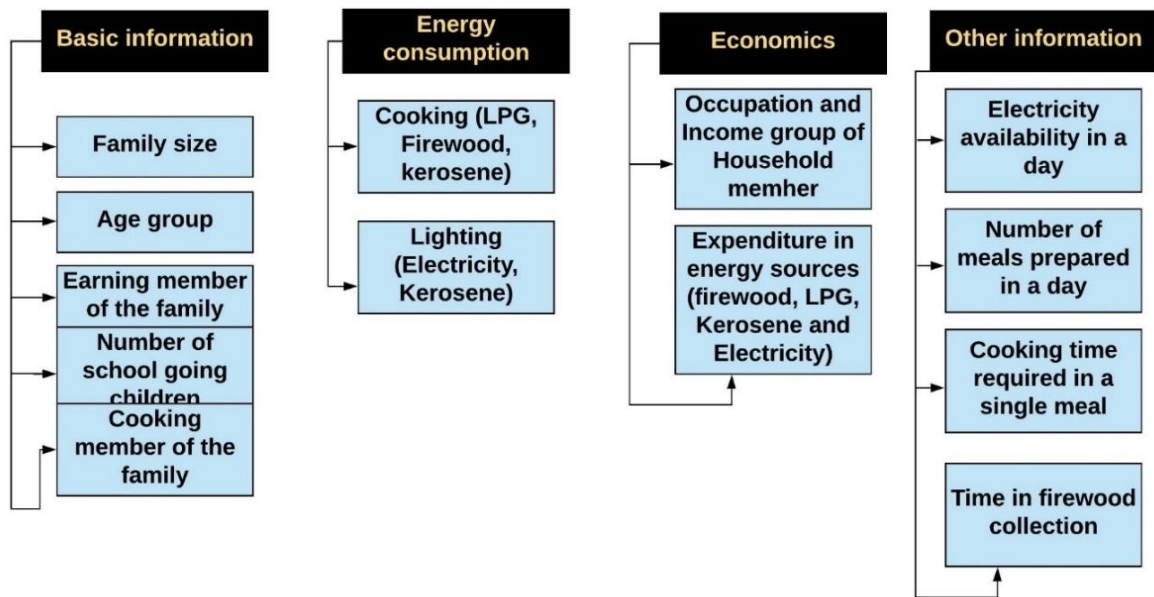 Basic information
Family size
Age group
Earning member
of the family
Number of
school going
children
Cooking
member of the
family
Energy
consumption
Cooking (LPG,
Firewood,
kerosene)
Lighting
(Electricity,
Kerosene)
Economics
Occupation and
Income group of
Household
memher
Expenditure in
energy sources
(firewood, LPG,
Kerosene and
Electricity)
Other information
Electricity
availability in a
day
Number of
meals prepared
in a day
Cooking time
required in a
single meal
Time in firewood
collection